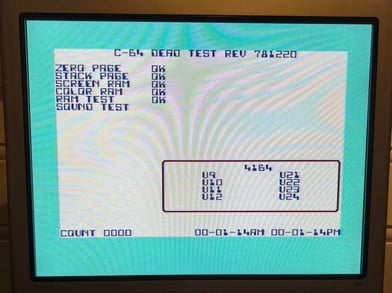 C-64 DEAD TEST REV 781220
ZERO PAGE OK
STACK PAGE OK
SCREEN RAM OK
COLOR RAM OK
RAM TEST OK
SOUND TEST
4164
U9 U21
U10 U22
U11 U23
U12 U24
COUNT 0000 00-01-14AM 00-01-14PM